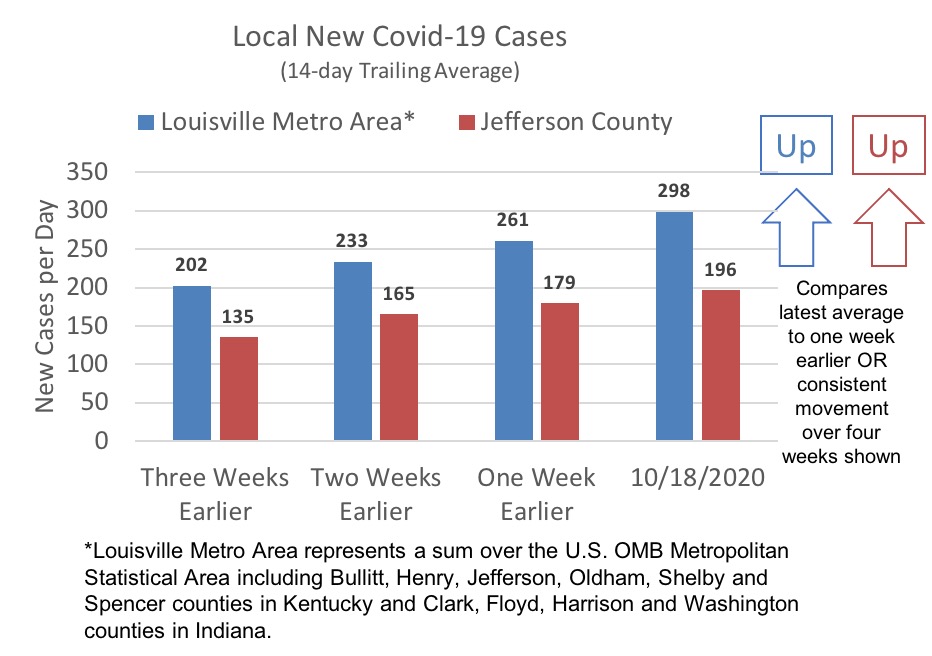 Local New Covid-19 Cases
(14-day Trailing Average)
Louisville Metro Area*
Jefferson County
Up
Up
New Cases per Day
350
300
250
200
150
100
50
0
202
135
233
165
261
179
298
196
Three Weeks
Earlier
Two Weeks
Earlier
One Week
Earlier
10/18/2020
Compares
latest average
to one week
earlier OR
consistent
movement
over four
weeks shown
*Louisville Metro Area represents a sum over the U.S. OMB Metropolitan
Statistical Area including Bullitt, Henry, Jefferson, Oldham, Shelby and
Spencer counties in Kentucky and Clark, Floyd, Harrison and Washington
counties in Indiana.